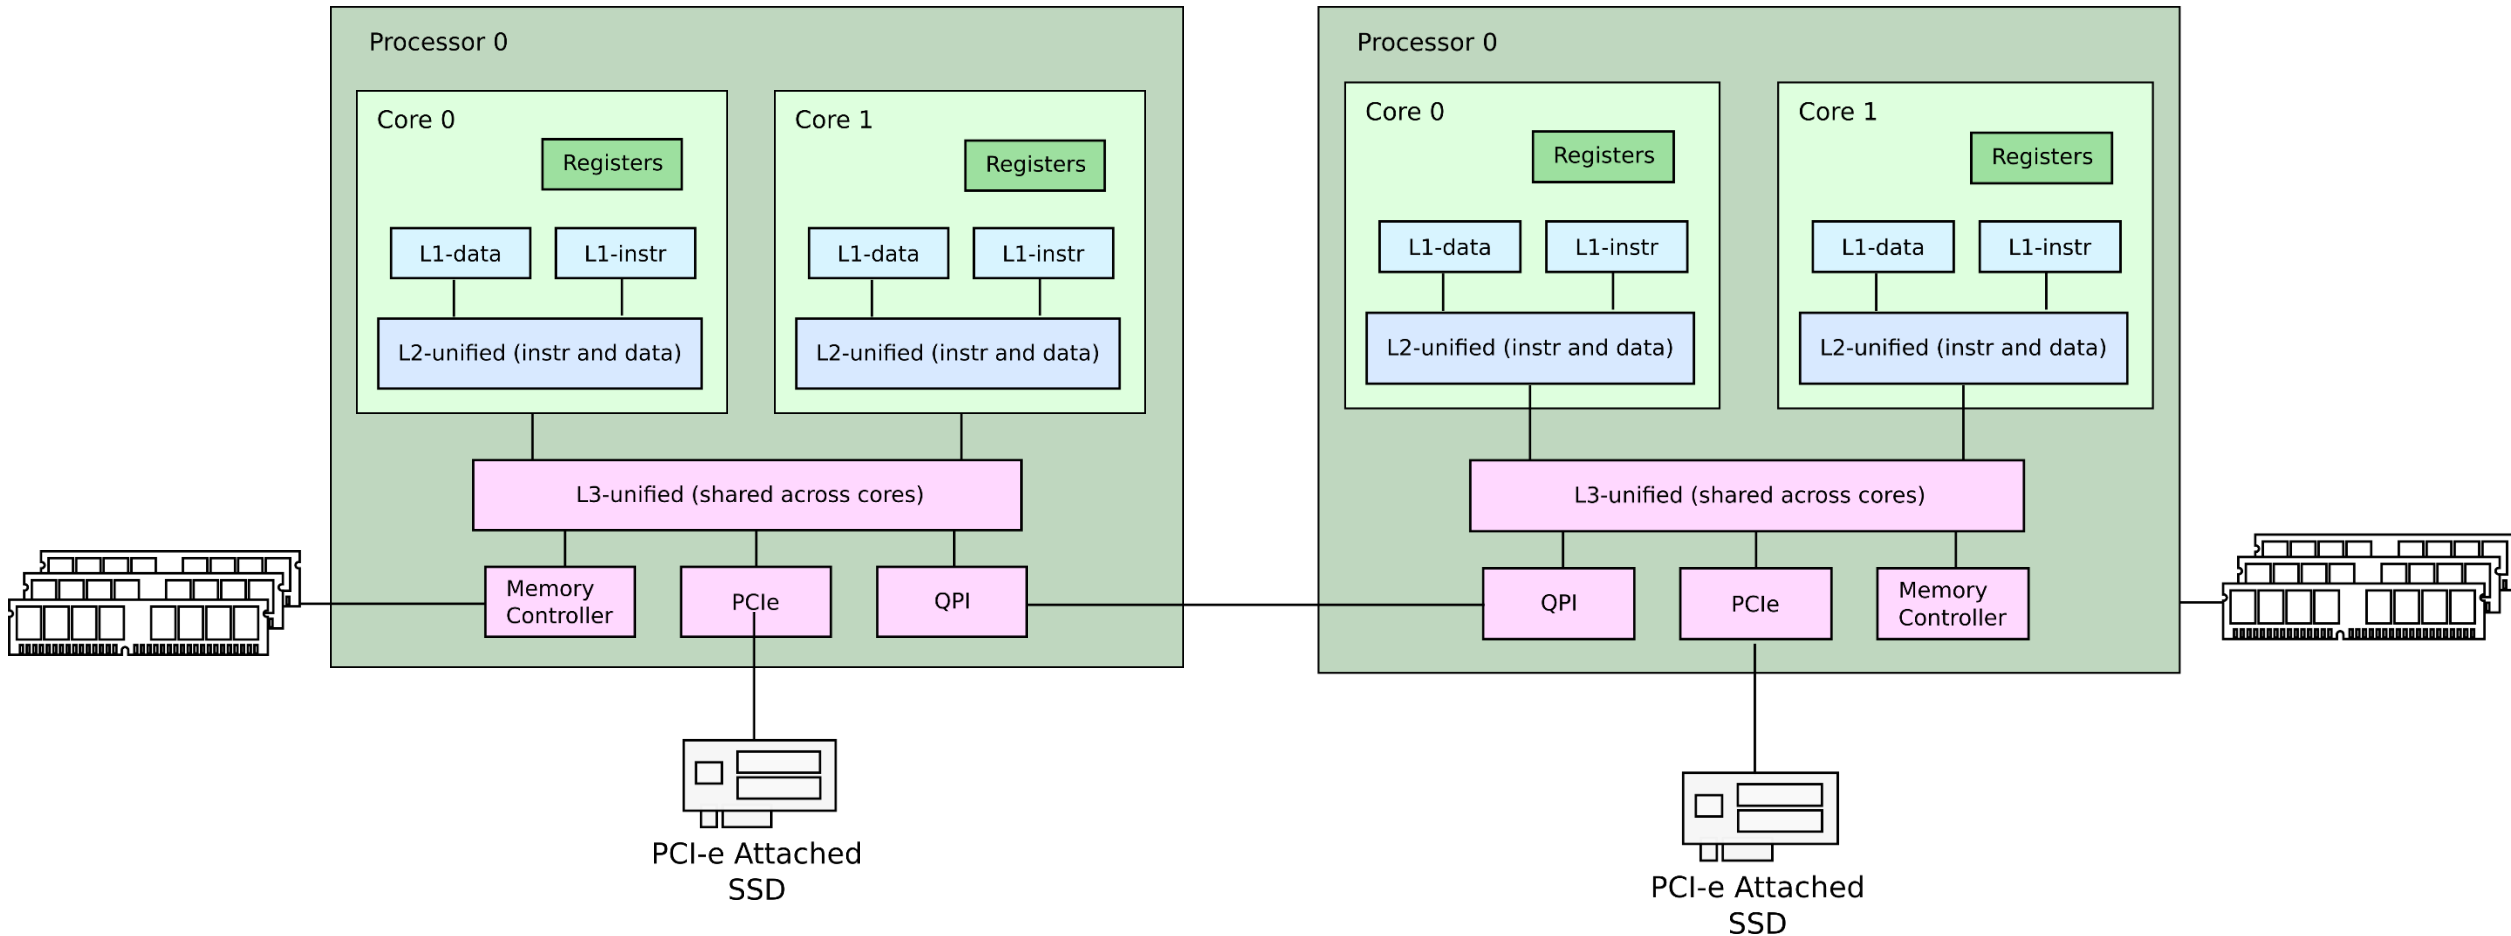 Processor 0
Core 0
Registers
L1-data
L1-instr
L2-unified (instr and data)
Core 1
Registers
L1-data
L1-instr
L2-unified (instr and data)
L3-unified (shared across cores)
Memory
Controller
PCIe
QPI
PCI-e Attached
SSD
Processor 0
Core 0
Registers
L1-data
L1-instr
L2-unified (instr and data)
Core 1
Registers
L1-data
L1-instr
L2-unified (instr and data)
L3-unified (shared across cores)
QPI
PCIe
Memory
Controller
PCI-e Attached
SSD